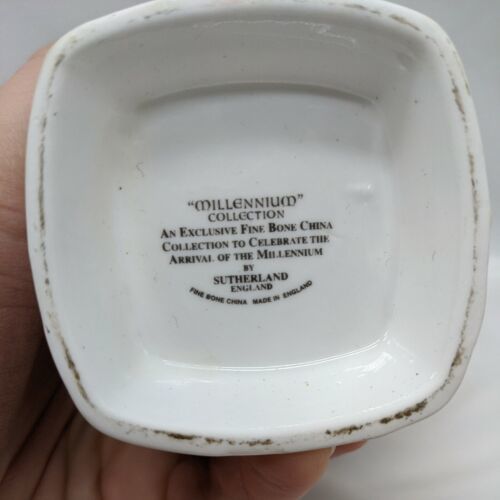 "MILLENNIUM"
COLLECTION
AN EXCLUSIVE FINE BONE CHINA
COLLECTION TO CELEBRATE THE
ARRIVAL OF THE MILLENNIUM
BY
SUTHERLAND
ENGLAND
FINE BONE CHINA MADE IN ENGLAND